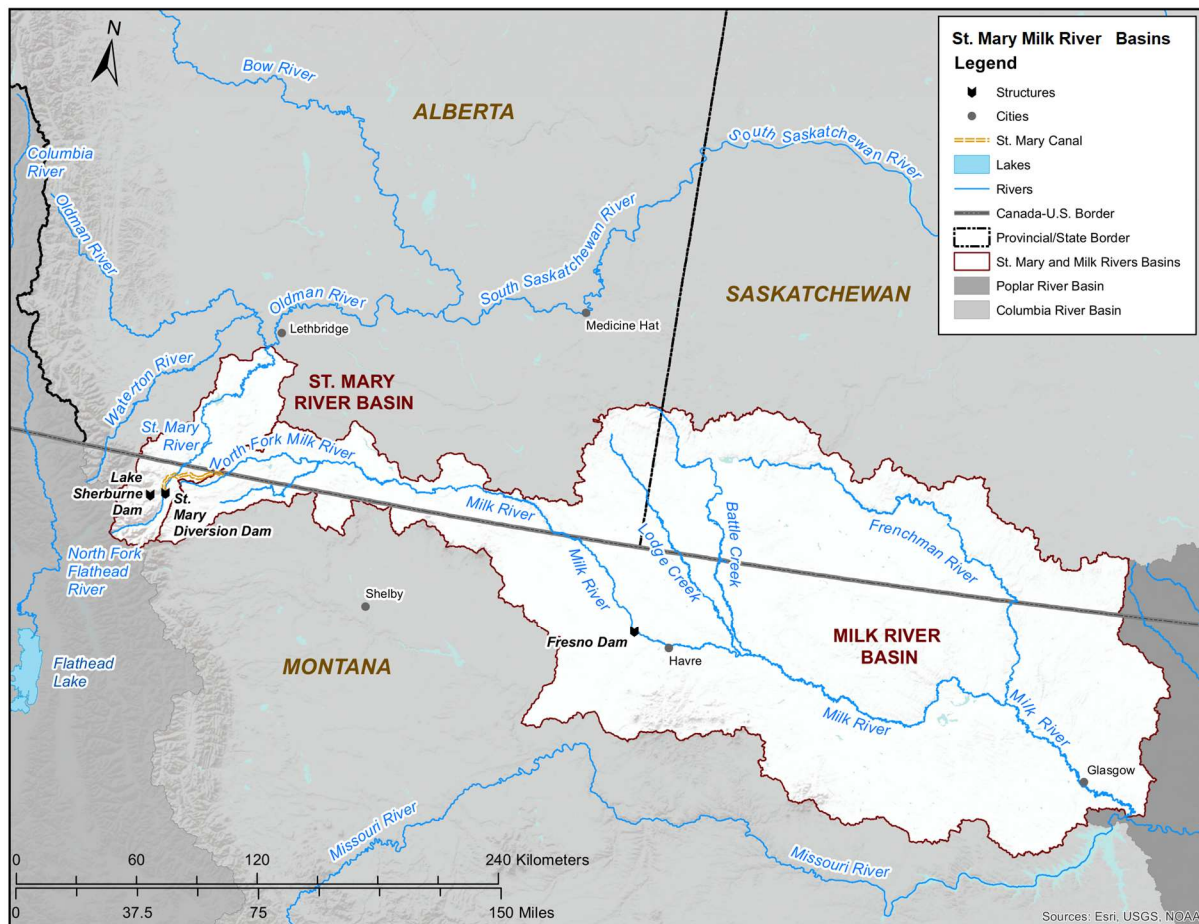 N
Bow River
ALBERTA
Columbia
River
Oldman River
South Saskatchewan
River
South Saskatchewan River
Oldman River
Lethbridge
Medicine Hat
SASKATCHEWAN
Waterton River
ST. MARY
RIVER BASIN
St. Mary
River
North Fork Milk River
Lake
Sherburne
Dam
St.
Mary
Diversion Dam
Milk River
Milk River
Lodge Creek
Battle Creek
Frenchman River
North Fork
Flathead
River
Shelby
Fresno Dam
Havre
MILK RIVER
BASIN
Flathead
Lake
MONTANA
Milk River
Milk River
Glasgow
Missouri River
Missouri River
St. Mary Milk River Basins
Legend
Structures
Cities
St. Mary Canal
Lakes
Rivers
Canada-U.S. Border
Provincial/State Border
St. Mary and Milk Rivers Basins
Poplar River Basin
Columbia River Basin
0 60 120 240 Kilometers
0 37.5 75 150 Miles
Sources: Esri, USGS, NOAA